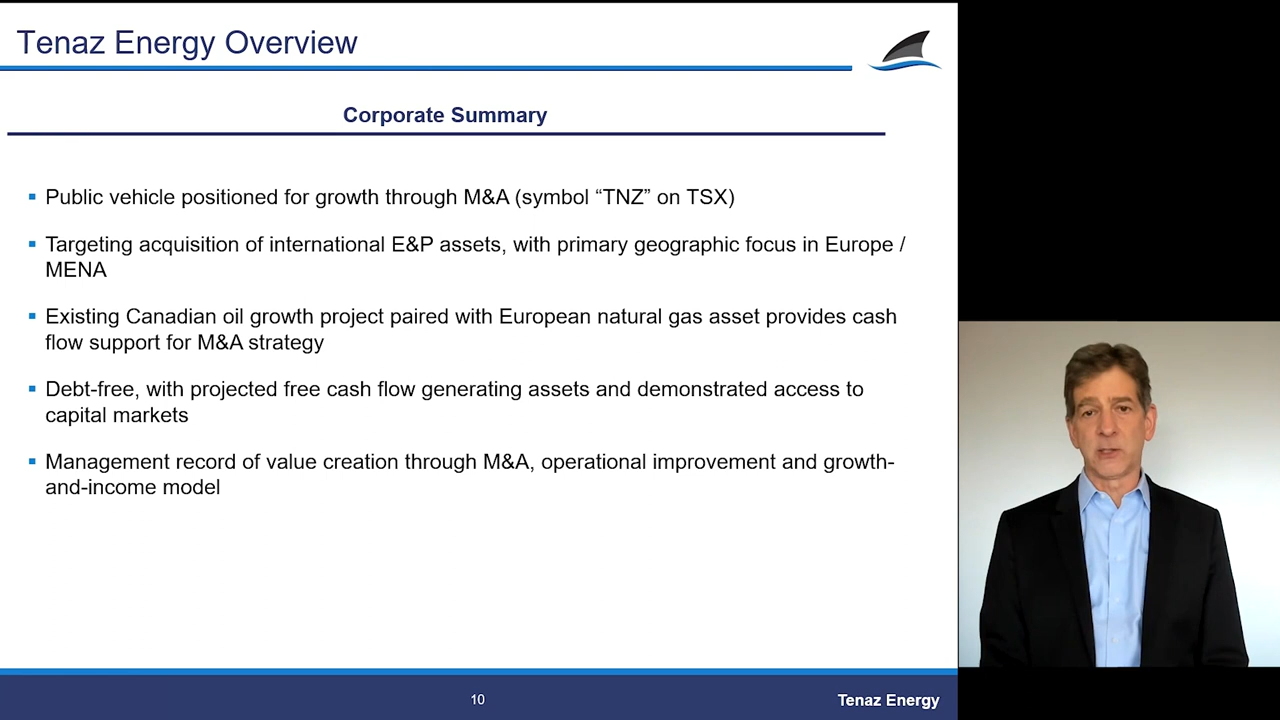 Tenaz Energy Overview
Corporate Summary
Public vehicle positioned for growth through M&A (symbol “TNZ” on TSX)
Targeting acquisition of international E&P assets, with primary geographic focus in Europe /
MENA
Existing Canadian oil growth project paired with European natural gas asset provides cash
flow support for M&A strategy
Debt-free, with projected free cash flow generating assets and demonstrated access to
capital markets
Management record of value creation through M&A, operational improvement and growth-
and-income model
10
Tenaz Energy